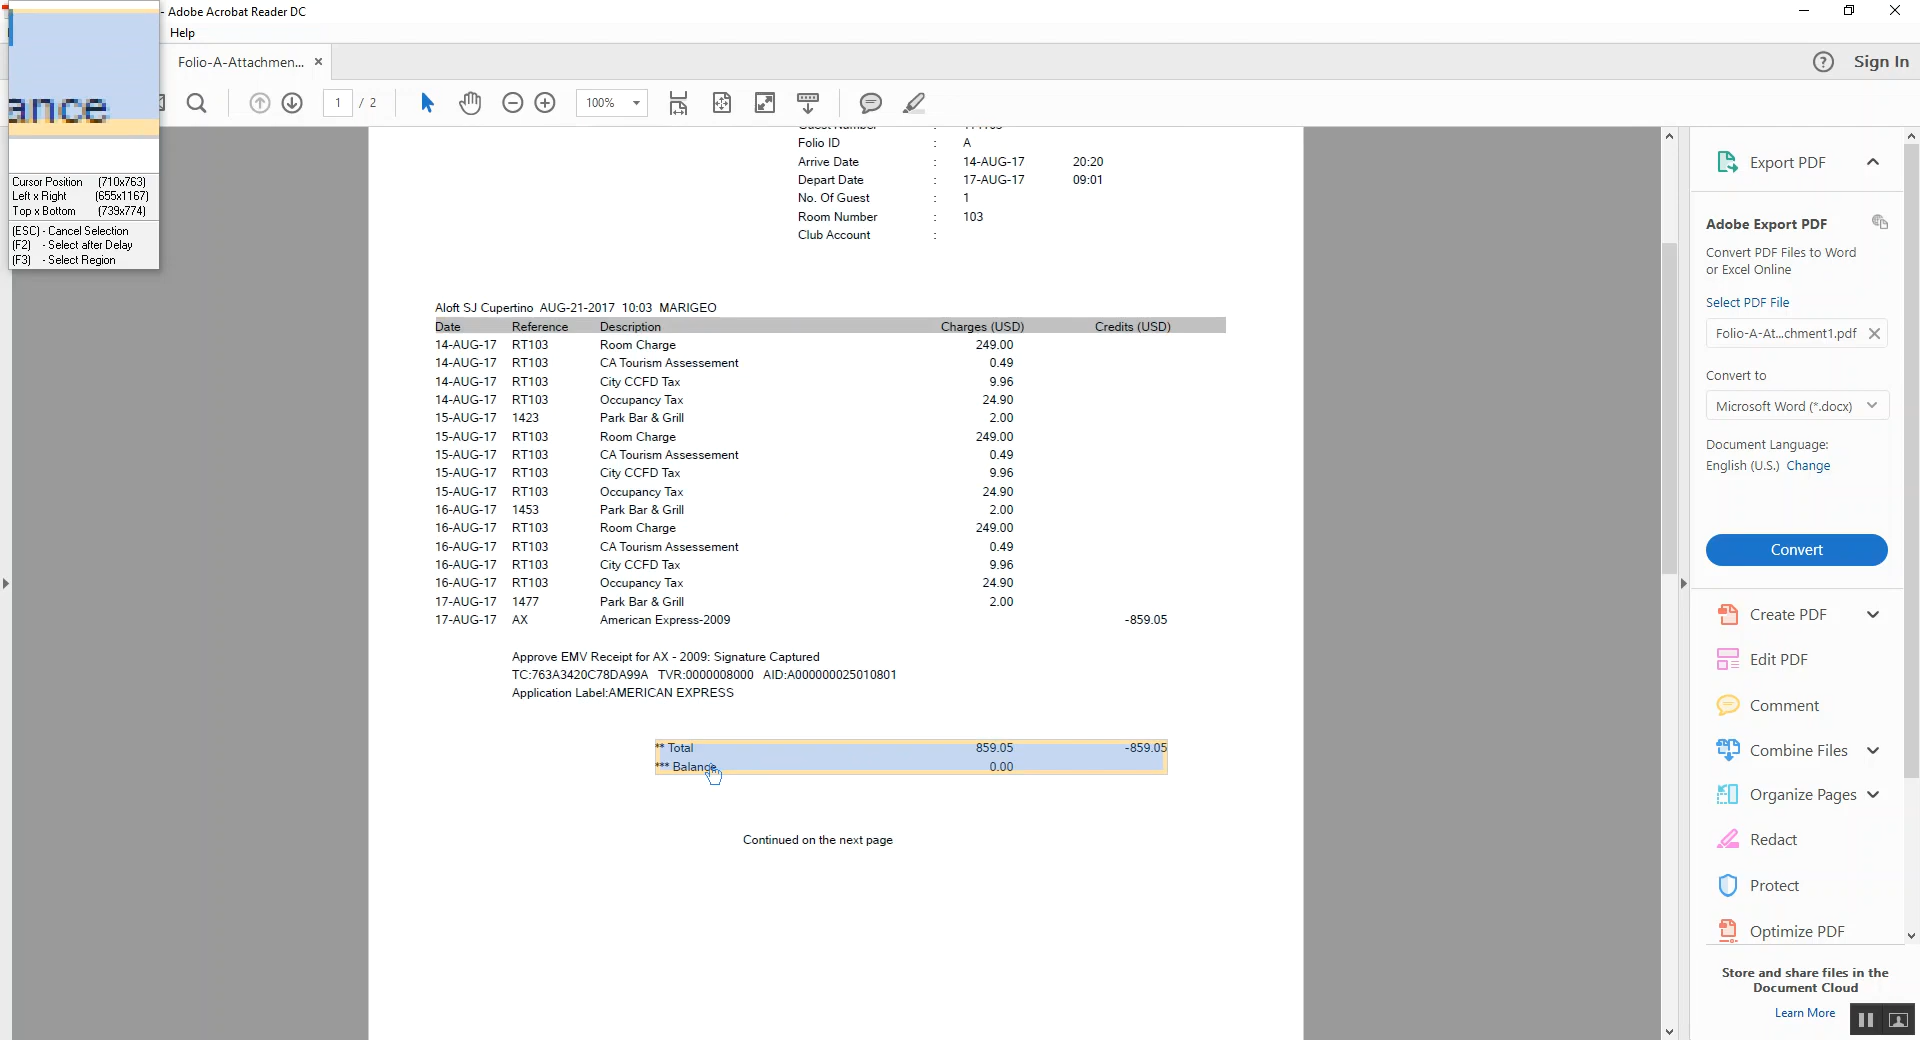 - Adobe Acrobat Reader DC
Help
Folio-A-Attachmen... ×
Sign In
1 / 2 100%
ance
Cursor Position (710x763)
Left x Right (655x1167)
Top x Bottom (739x774)
(ESC) - Cancel Selection
(F2) - Select after Delay
(F3) - Select Region
Folio ID : A
Arrive Date : 14-AUG-17 20:20
Depart Date : 17-AUG-17 09:01
No. Of Guest : 1
Room Number : 103
Club Account :
Aloft SJ Cupertino AUG-21-2017 10:03 MARIGEO
Date Reference Description Charges (USD) Credits (USD)
14-AUG-17 RT103 Room Charge 249.00
14-AUG-17 RT103 CA Tourism Assessement 0.49
14-AUG-17 RT103 City CCFD Tax 9.96
14-AUG-17 RT103 Occupancy Tax 24.90
15-AUG-17 1423 Park Bar & Grill 2.00
15-AUG-17 RT103 Room Charge 249.00
15-AUG-17 RT103 CA Tourism Assessement 0.49
15-AUG-17 RT103 City CCFD Tax 9.96
15-AUG-17 RT103 Occupancy Tax 24.90
16-AUG-17 1453 Park Bar & Grill 2.00
16-AUG-17 RT103 Room Charge 249.00
16-AUG-17 RT103 CA Tourism Assessement 0.49
16-AUG-17 RT103 City CCFD Tax 9.96
16-AUG-17 RT103 Occupancy Tax 24.90
17-AUG-17 1477 Park Bar & Grill 2.00
17-AUG-17 AX American Express-2009 -859.05
Approve EMV Receipt for AX - 2009: Signature Captured
TC:763A3420C78DA99A TVR:0000008000 AID:A000000025010801
Application Label:AMERICAN EXPRESS
** Total 859.05 -859.05
*** Balance 0.00
Continued on the next page
Export PDF
Adobe Export PDF
Convert PDF Files to Word
or Excel Online
Select PDF File
Folio-A-At...chment1.pdf
Convert to
Microsoft Word (*.docx)
Document Language:
English (U.S.) Change
Convert
Create PDF
Edit PDF
Comment
Combine Files
Organize Pages
Redact
Protect
Optimize PDF
Store and share files in the
Document Cloud
Learn More